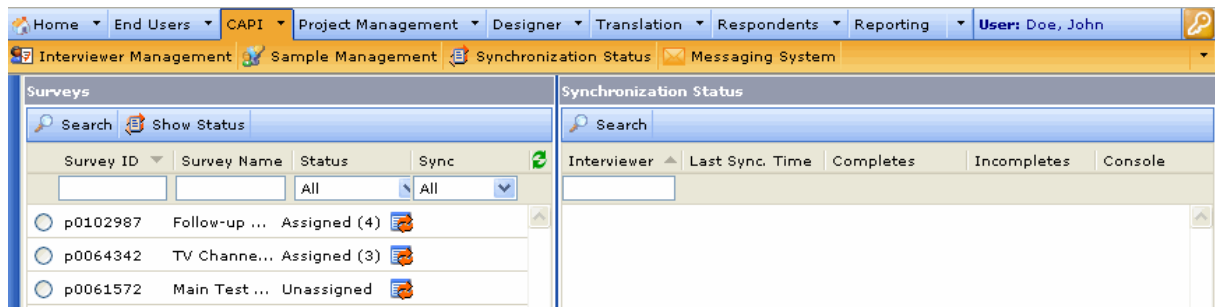 Home End Users CAPI Project Management Designer Translation Respondents Reporting User: Doe, John
Interviewer Management Sample Management Synchronization Status Messaging System
Surveys Synchronization Status
Search Show Status Search
Survey ID Survey Name Status Sync Interviewer Last Sync. Time Completes Incompletes Console
All All
p0102987 Follow-up ... Assigned (4)
p0064342 TV Channe... Assigned (3)
p0061572 Main Test ... Unassigned